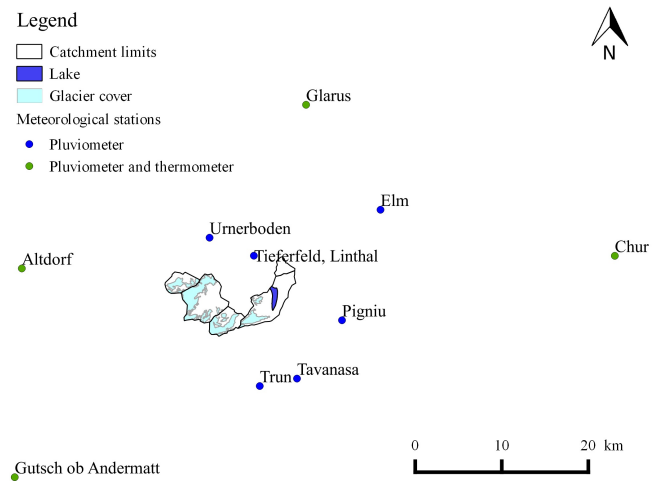 Legend
Catchment limits
Lake
Glacier cover
Meteorological stations
Pluviometer
Pluviometer and thermometer
N
Glarus
Elm
Urnerboden
Tieferfeld, Linthal
Chur
Altdorf
Pigniu
Trun
Tavanasa
0 10 20 km
Gutsch ob Andermatt